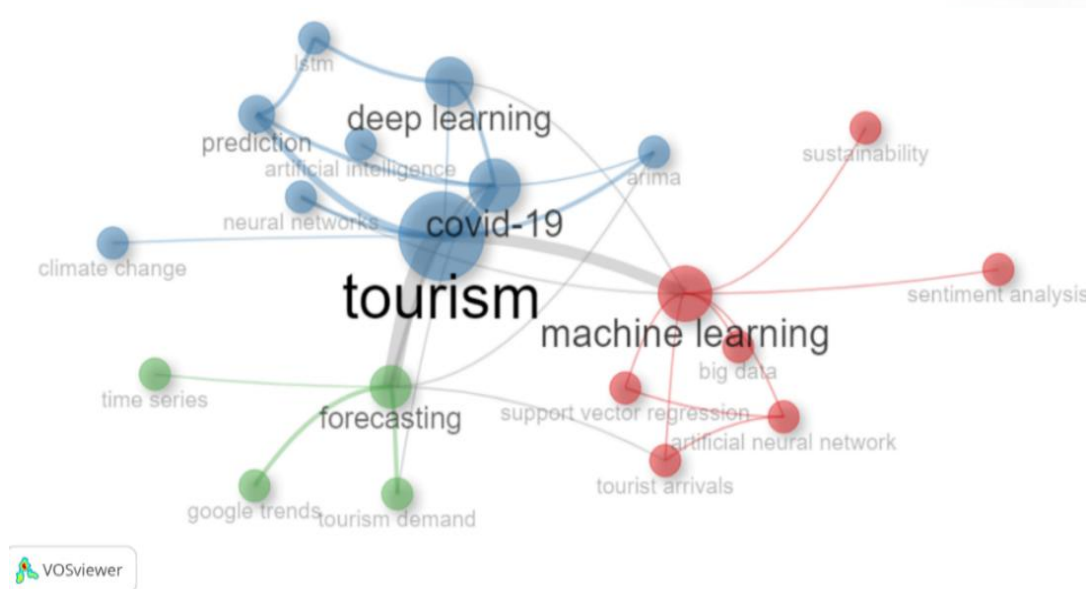 lstm
deep learning
prediction
artificial intelligence
arima
sustainability
neural networks
covid-19
climate change
tourism
sentiment analysis
machine learning
big data
time series
forecasting
support vector regression
artificial neural network
tourist arrivals
google trends
tourism demand
VOSviewer